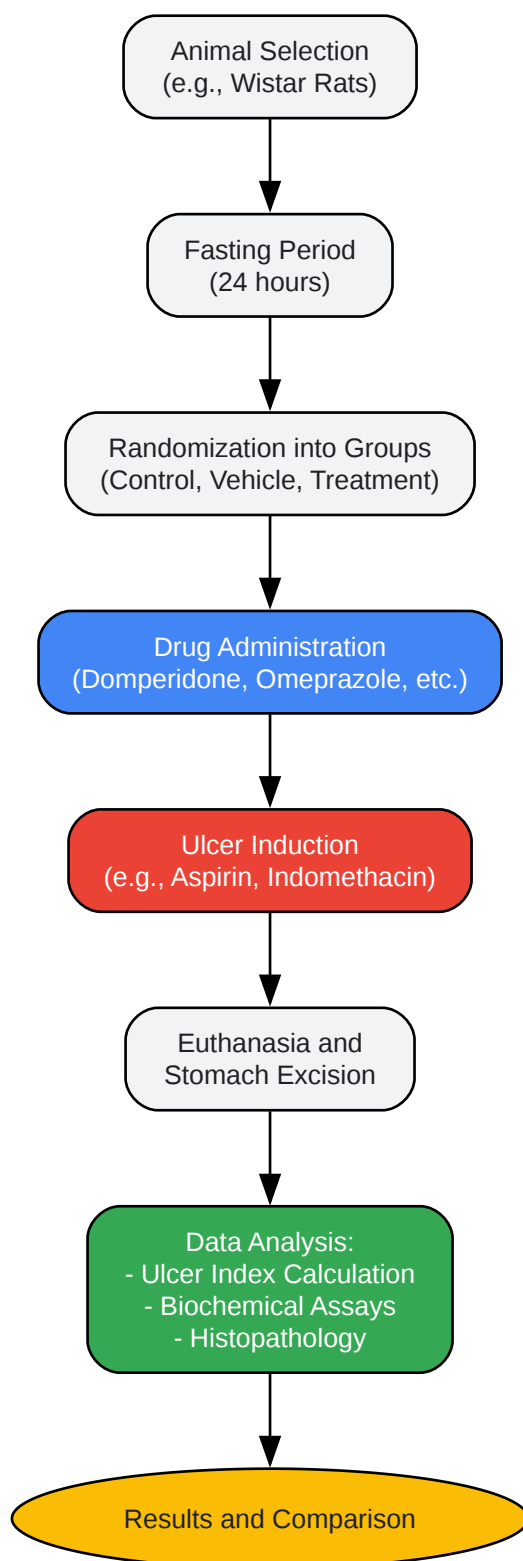 Animal Selection
(e.g., Wistar Rats)
Fasting Period
(24 hours)
Randomization into Groups
(Control, Vehicle, Treatment)
Drug Administration
(Domperidone, Omeprazole, etc.)
Ulcer Induction
(e.g., Aspirin, Indomethacin)
Euthanasia and
Stomach Excision
Data Analysis:
- Ulcer Index Calculation
- Biochemical Assays
- Histopathology
Results and Comparison